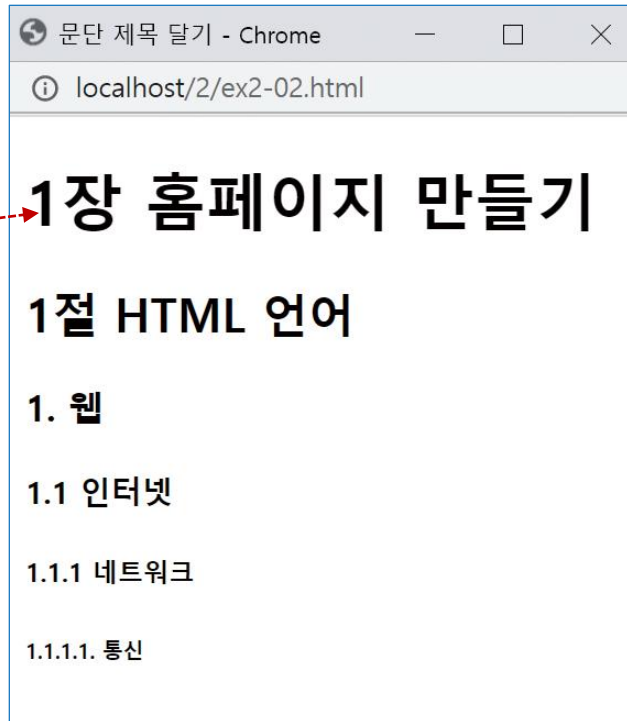 문단 제목 달기 - Chrome
localhost/2/ex2-02.html
1장 홈페이지 만들기
1절 HTML 언어
1. 웹
1.1 인터넷
1.1.1 네트워크
1.1.1.1. 통신